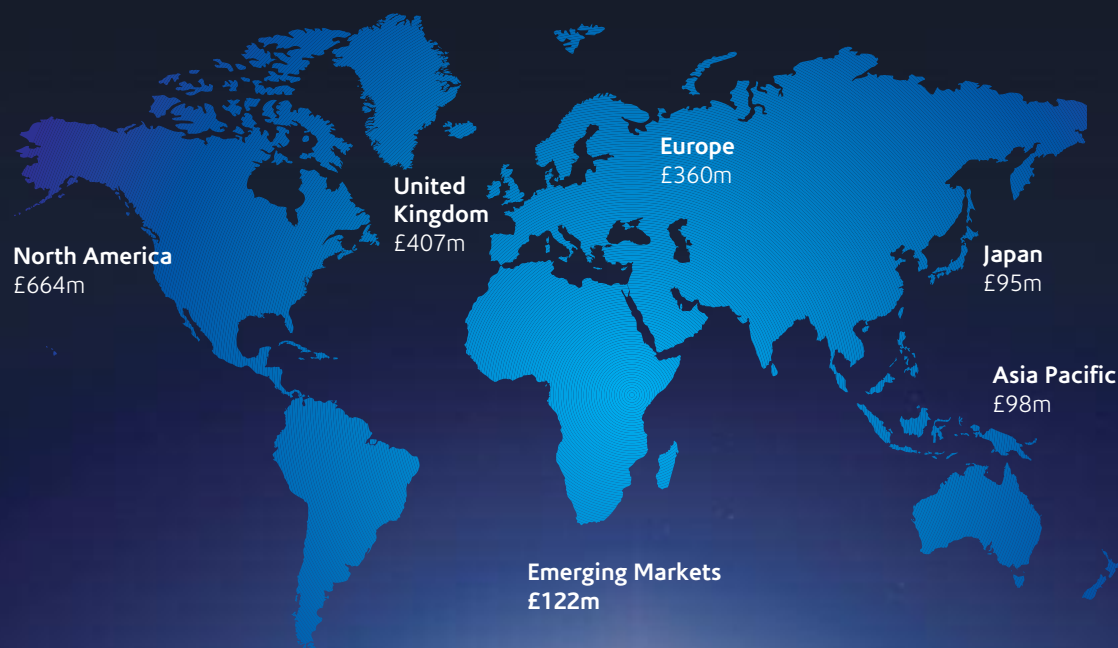 Europe
£360m
United
Kingdom
£407m
North America
£664m
Japan
£95m
Asia Pacific
£98m
Emerging Markets
£122m